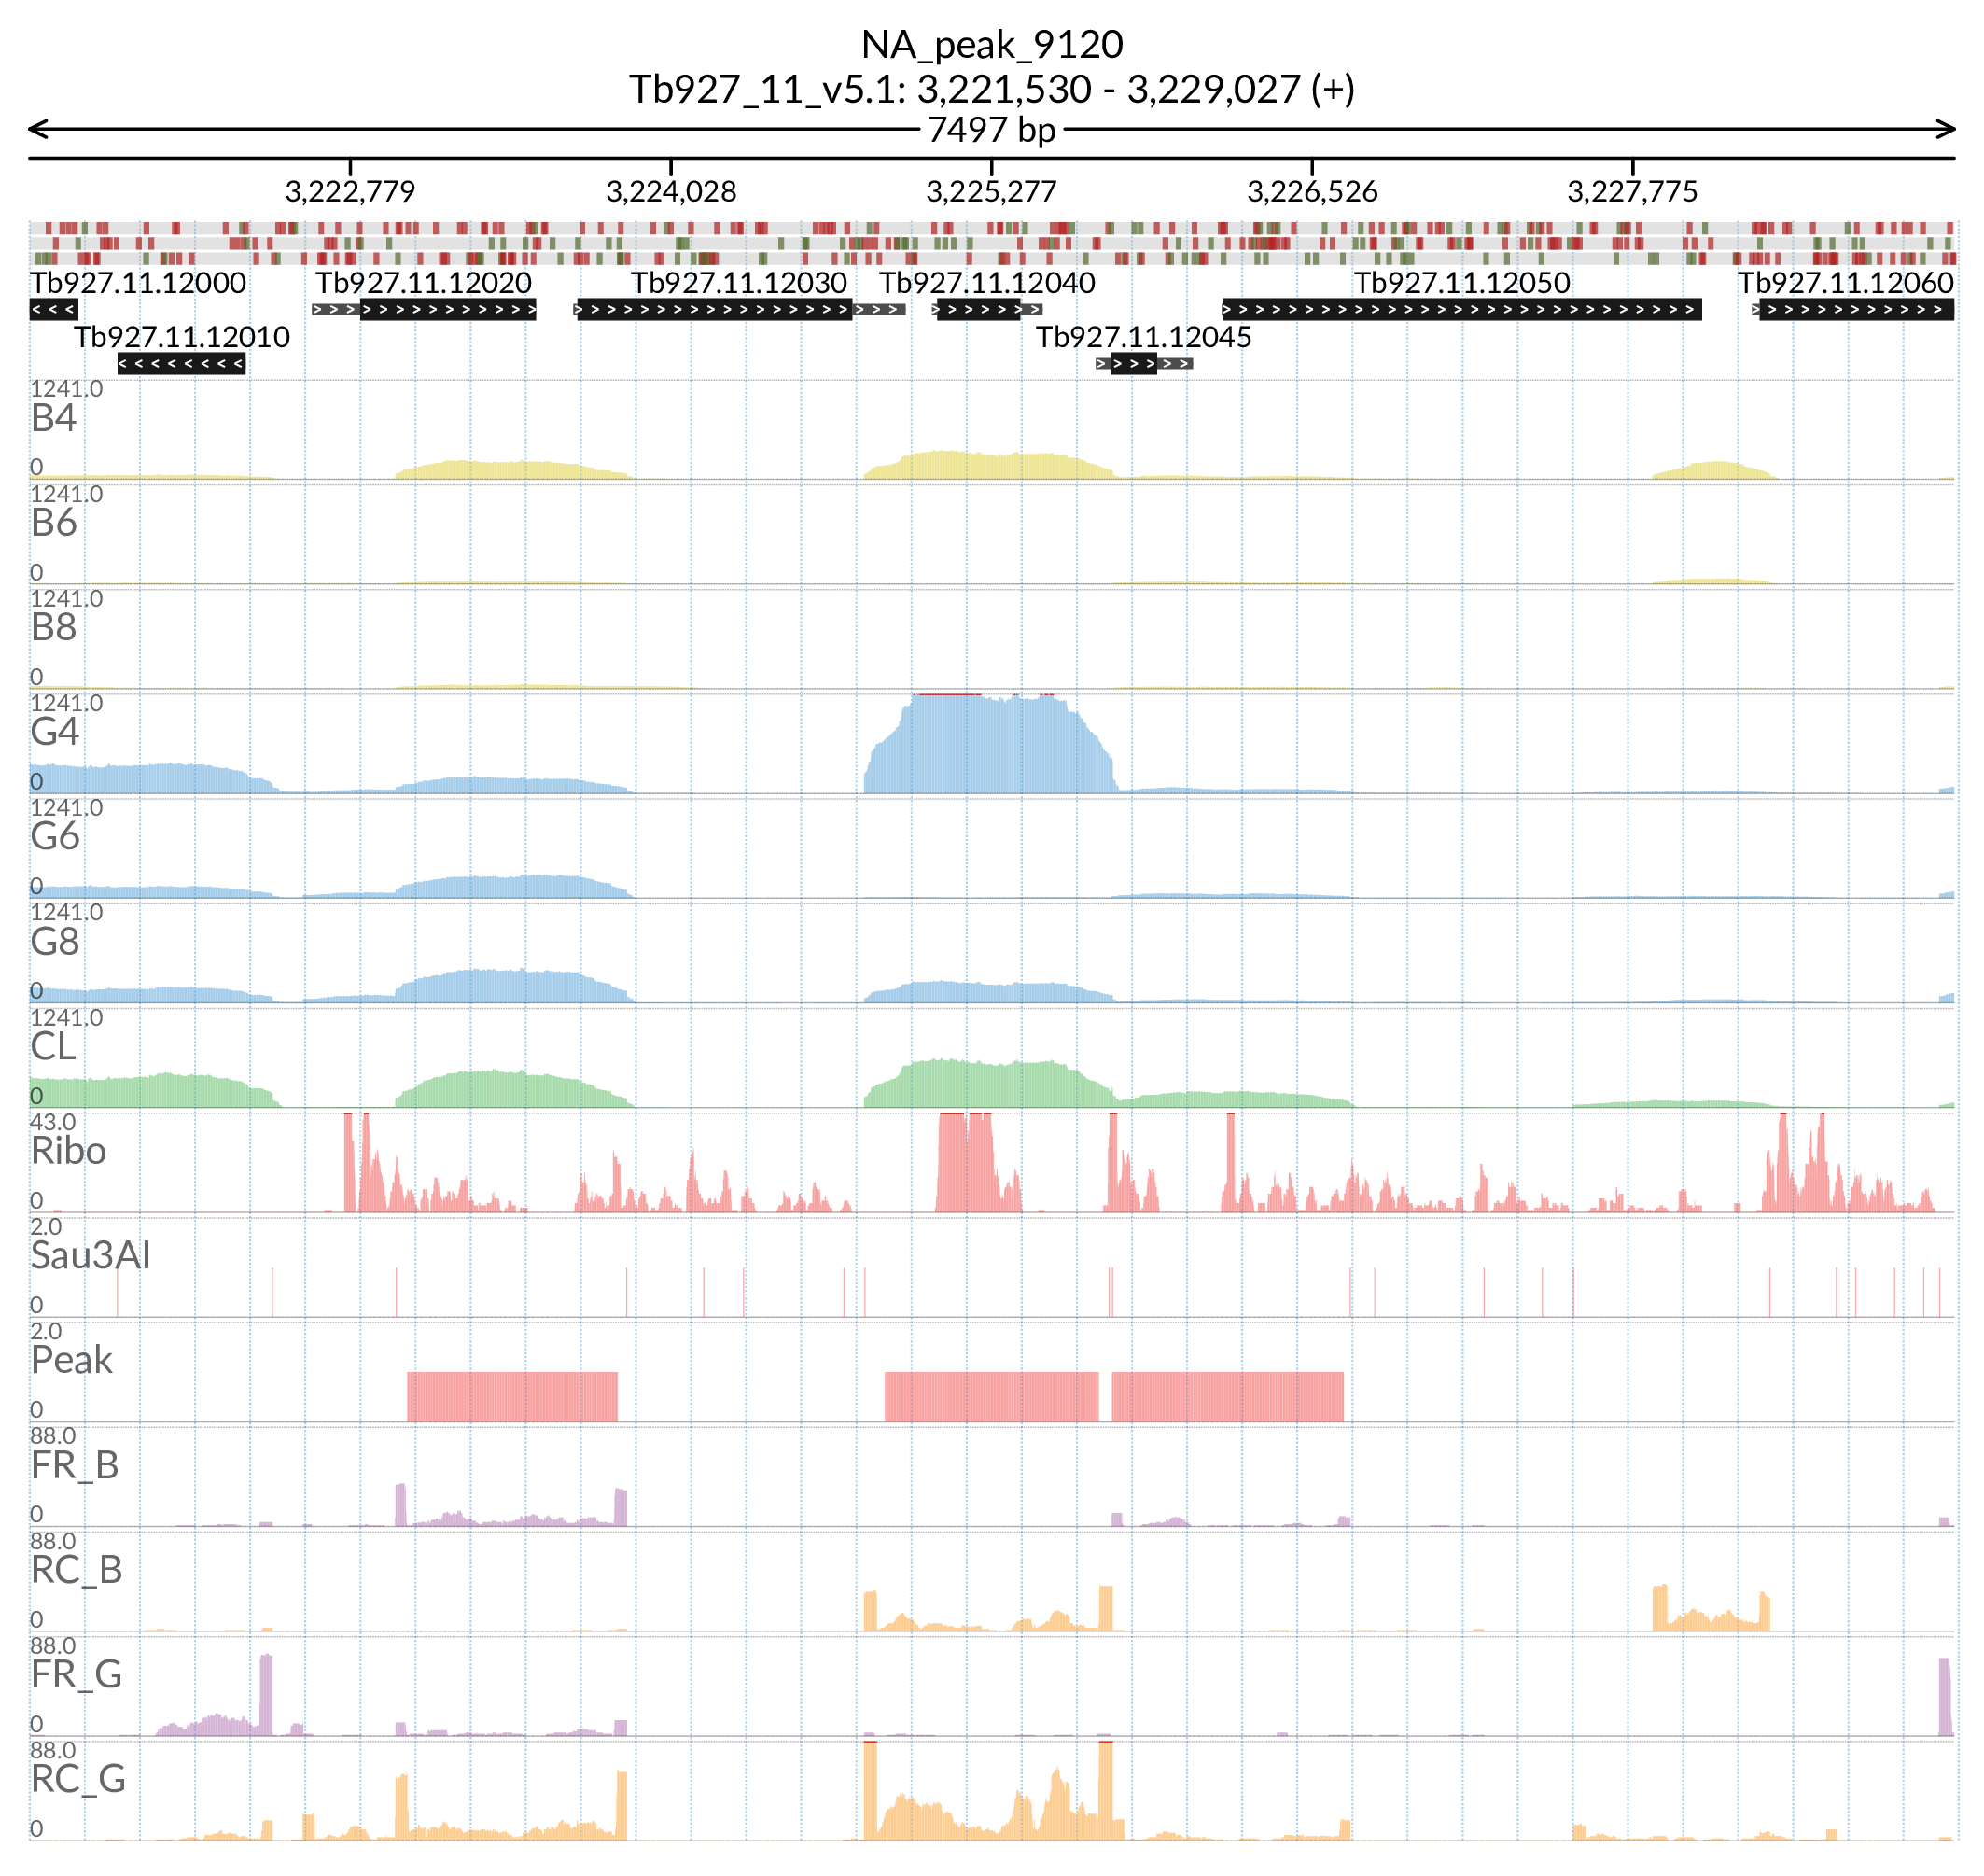 NA_peak_9120
Tb927_11_v5.1: 3,221,530 - 3,229,027 (+)
7497 bp
3,222,779 3,224,028 3,225,277 3,226,526 3,227,775
Tb927.11.12000 Tb927.11.12020 Tb927.11.12030 Tb927.11.12040 Tb927.11.12050 Tb927.11.12060
Tb927.11.12010 Tb927.11.12045
1241.0
B4
0
1241.0
B6
0
1241.0
B8
0
1241.0
G4
0
1241.0
G6
0
1241.0
G8
0
1241.0
CL
0
43.0
Ribo
0
2.0
Sau3AI
0
2.0
Peak
0
88.0
FR_B
0
88.0
RC_B
0
88.0
FR_G
0
88.0
RC_G
0